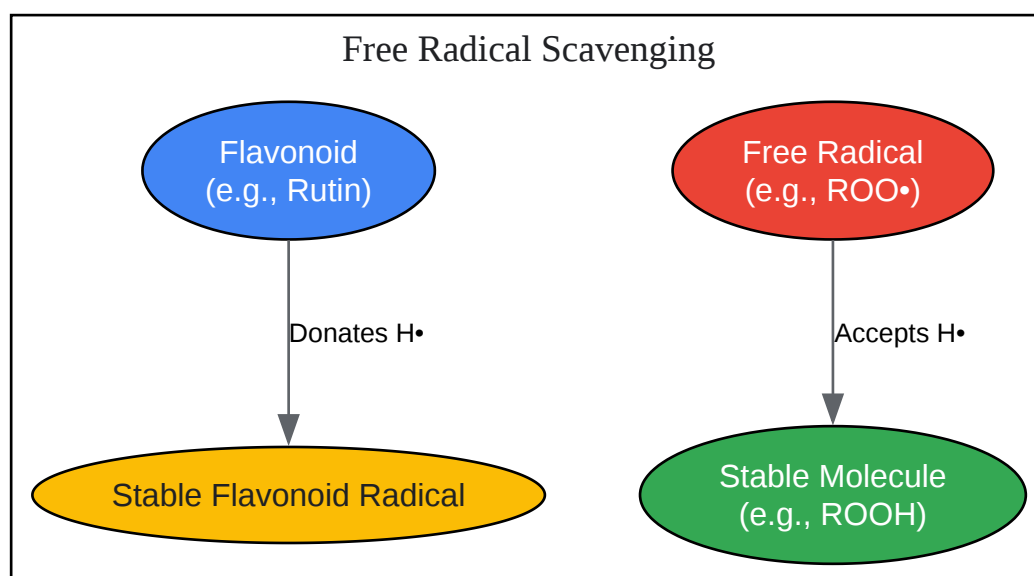 Free Radical Scavenging
Flavonoid
(e.g., Rutin)
Free Radical
(e.g., ROO•)
Donates H•
Accepts H•
Stable Flavonoid Radical
Stable Molecule
(e.g., ROOH)